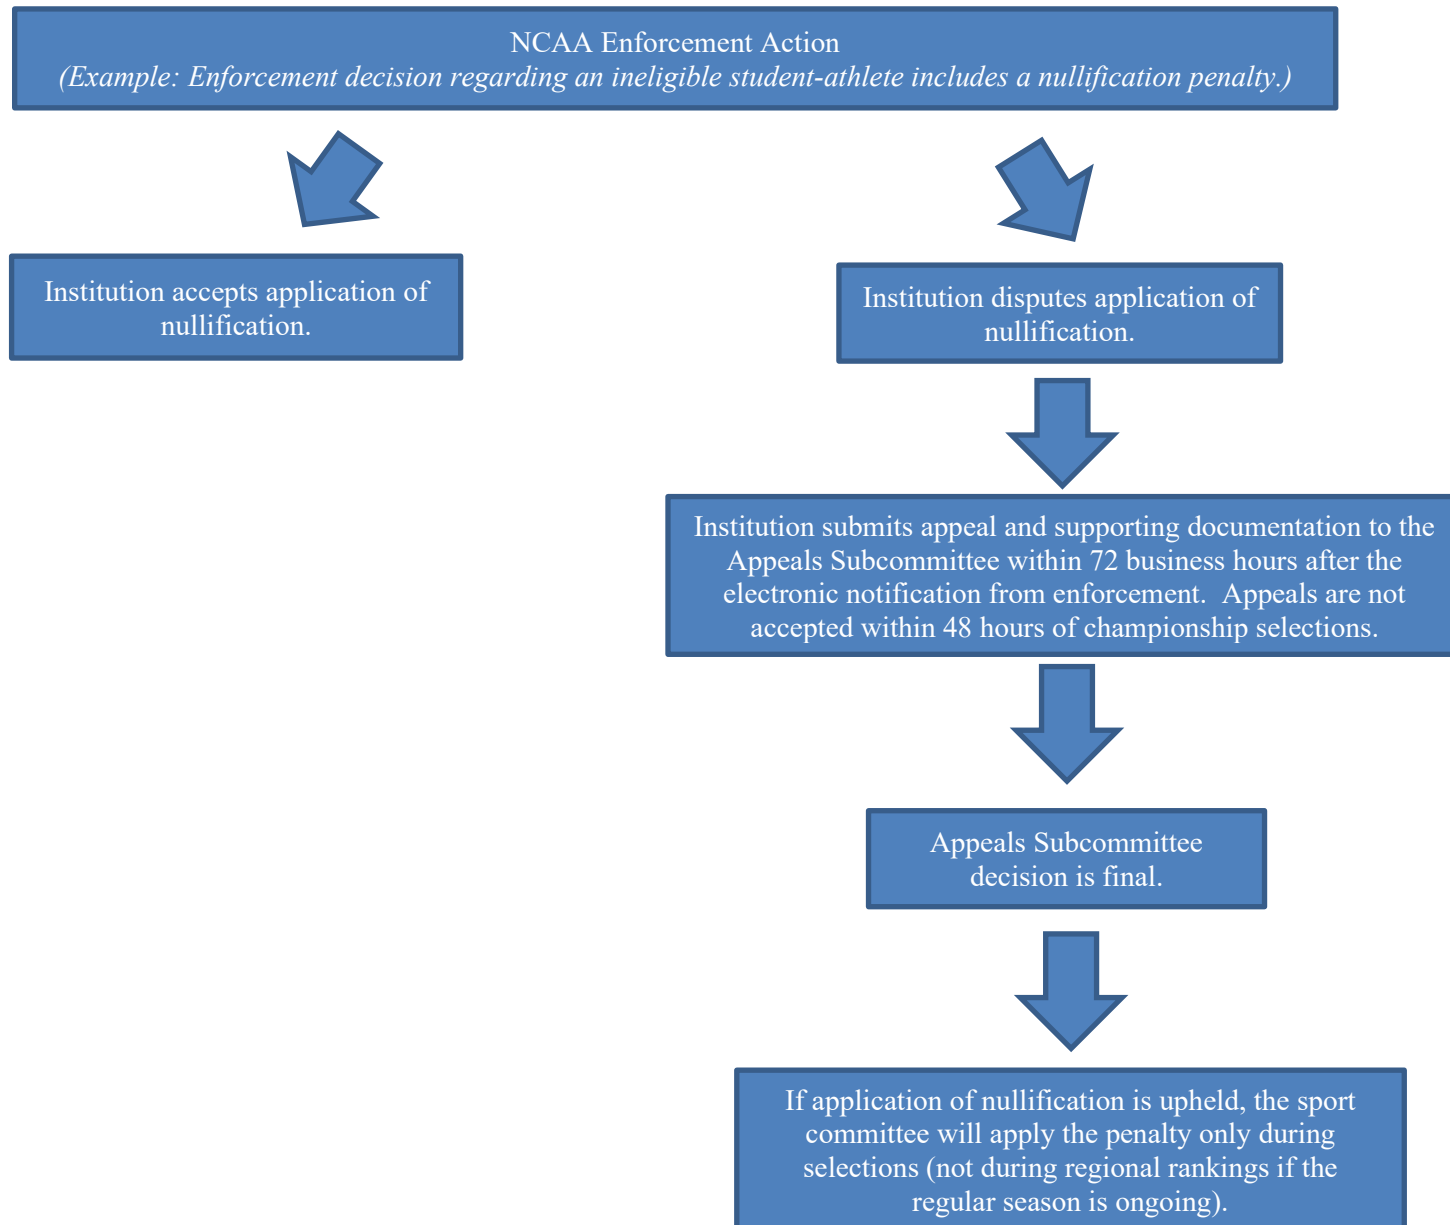 NCAA Enforcement Action
(Example: Enforcement decision regarding an ineligible student-athlete includes a nullification penalty.)
Institution accepts application of
nullification.
Institution disputes application of
nullification.
Institution submits appeal and supporting documentation to the
Appeals Subcommittee within 72 business hours after the
electronic notification from enforcement.  Appeals are not
accepted within 48 hours of championship selections.
Appeals Subcommittee
decision is final.
If application of nullification is upheld, the sport
committee will apply the penalty only during
selections (not during regional rankings if the
regular season is ongoing).